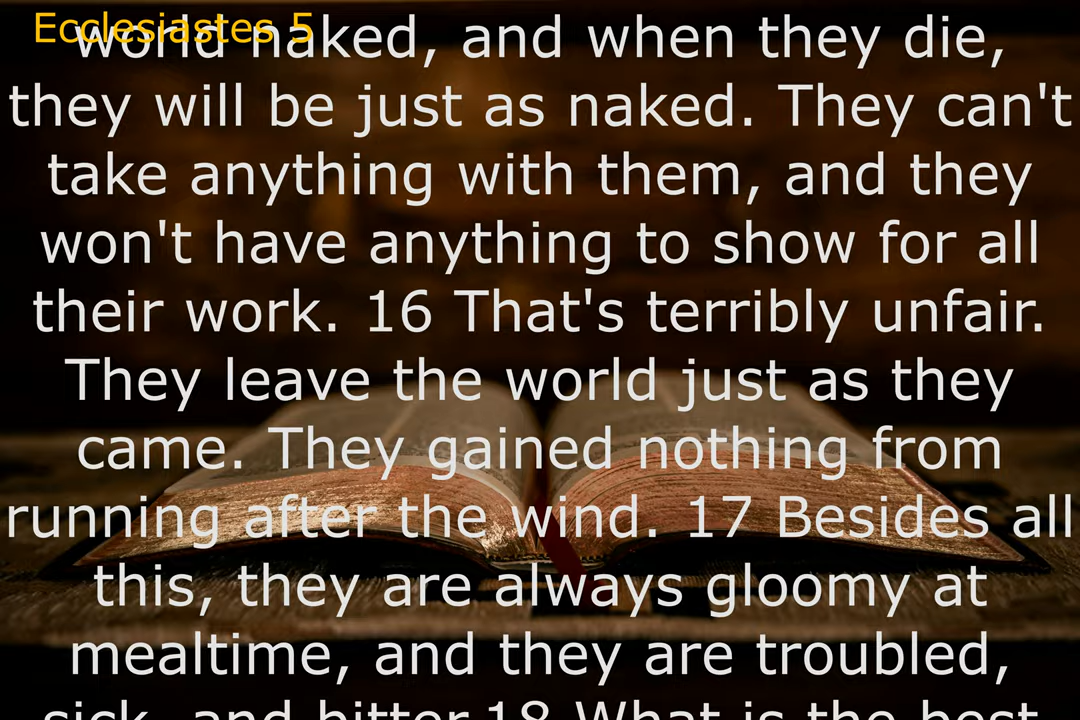 Ecclesiastes 5
world naked, and when they die,
they will be just as naked. They can't
take anything with them, and they
won't have anything to show for all
their work. 16 That's terribly unfair.
They leave the world just as they
came. They gained nothing from
running after the wind. 17 Besides all
this, they are always gloomy at
mealtime, and they are troubled,
sick, and bitter.18 What is the best